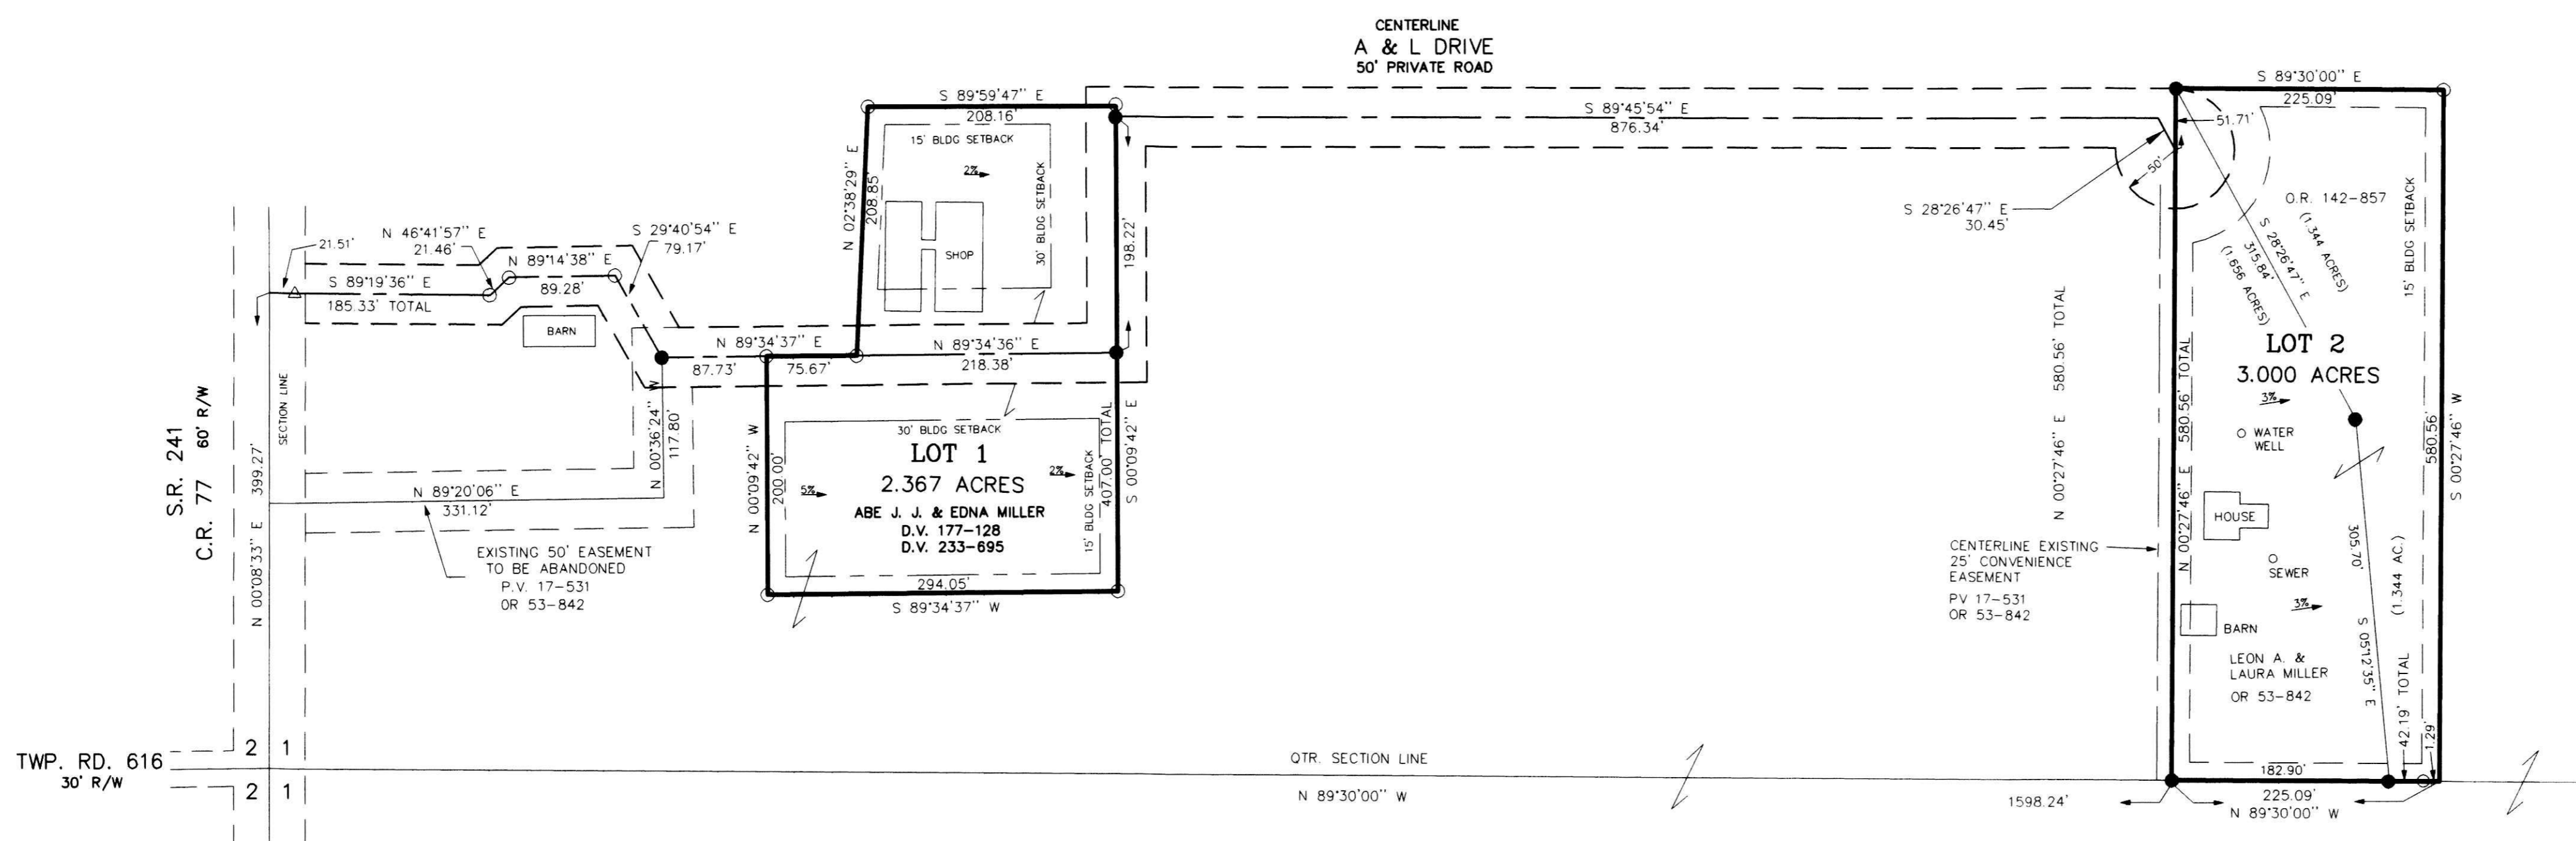 CENTERLINE
A & L DRIVE
50' PRIVATE ROAD
S 89°59'47" E
208.16'
15' BLDG SETBACK
2%
N 02°38'29" E
208.85'
SHOP
30' BLDG SETBACK
198.22'
S 89°45'54" E
876.34'
S 89°30'00" E
225.09'
51.71'
50'
S 28°26'47" E
30.45'
O.R. 142-857
(1.344 ACRES)
S 28°26'47" E
315.84'
(1.656 ACRES)
15' BLDG SETBACK
21.51'
N 46°41'57" E
21.46'
S 29°40'54" E
79.17'
N 89°14'38" E
89.28'
S 89°19'36" E
185.33' TOTAL
BARN
N 89°34'37" E
87.73'
75.67'
N 89°34'36" E
218.38'
N 00°36'24" W
117.80'
SECTION LINE
S.R. 241
C.R. 77 60' R/W
N 00°08'33" E 399.27'
N 89°20'06" E
331.12'
EXISTING 50' EASEMENT
TO BE ABANDONED
P.V. 17-531
OR 53-842
N 00°09'42" W
200.00'
30' BLDG SETBACK
LOT 1
2.367 ACRES
5%
2%
ABE J. J. & EDNA MILLER
D.V. 177-128
D.V. 233-695
15' BLDG SETBACK
407.00' TOTAL
S 00°09'42" E
294.05'
S 89°34'37" W
N 00°27'46" E 580.56' TOTAL
N 00°27'46" E 580.56' TOTAL
CENTERLINE EXISTING
25' CONVENIENCE
EASEMENT
PV 17-531
OR 53-842
LOT 2
3.000 ACRES
3%
WATER
WELL
HOUSE
SEWER
3%
BARN
LEON A. &
LAURA MILLER
OR 53-842
305.70'
S 05°12'35" E
(1.344 AC.)
580.56'
S 00°27'46" W
42.19' TOTAL
1.29'
182.90'
225.09'
N 89°30'00" W
1598.24'
QTR. SECTION LINE
N 89°30'00" W
TWP. RD. 616
30' R/W
2 1
2 1